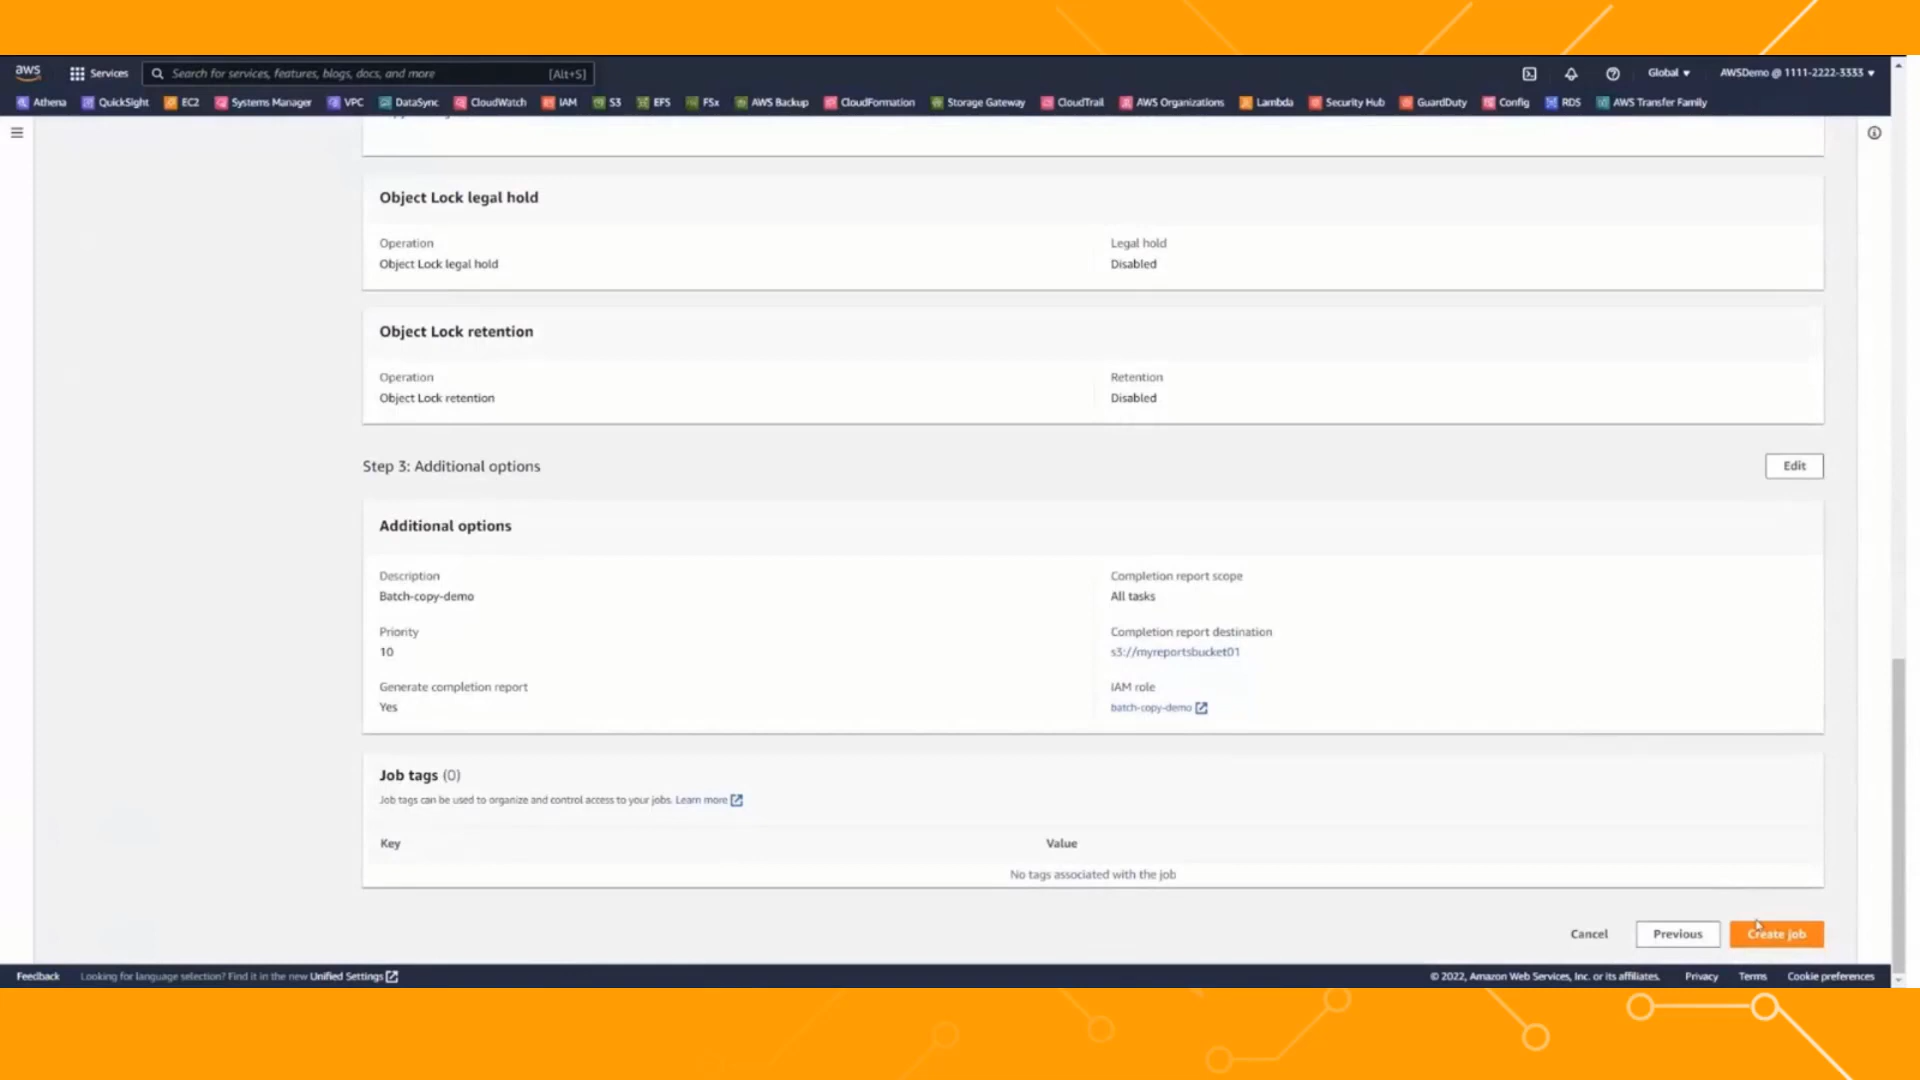 aws
Services
Search for services, features, blogs, docs, and more
[Alt+S]
Global
AWSDemo @ 1111-2222-3333
Athena QuickSight EC2 Systems Manager VPC DataSync CloudWatch IAM S3 EFS FSx AWS Backup CloudFormation Storage Gateway CloudTrail AWS Organizations Lambda Security Hub GuardDuty Config RDS AWS Transfer Family
Object Lock legal hold
Operation
Object Lock legal hold
Legal hold
Disabled
Object Lock retention
Operation
Object Lock retention
Retention
Disabled
Step 3: Additional options
Edit
Additional options
Description
Batch-copy-demo
Completion report scope
All tasks
Priority
10
Completion report destination
s3://myreportsbucket01
Generate completion report
Yes
IAM role
batch-copy-demo
Job tags (0)
Job tags can be used to organize and control access to your jobs. Learn more
Key
Value
No tags associated with the job
Cancel
Previous
Create job
Feedback
Looking for language selection? Find it in the new Unified Settings
© 2022, Amazon Web Services, Inc. or its affiliates.
Privacy
Terms
Cookie preferences